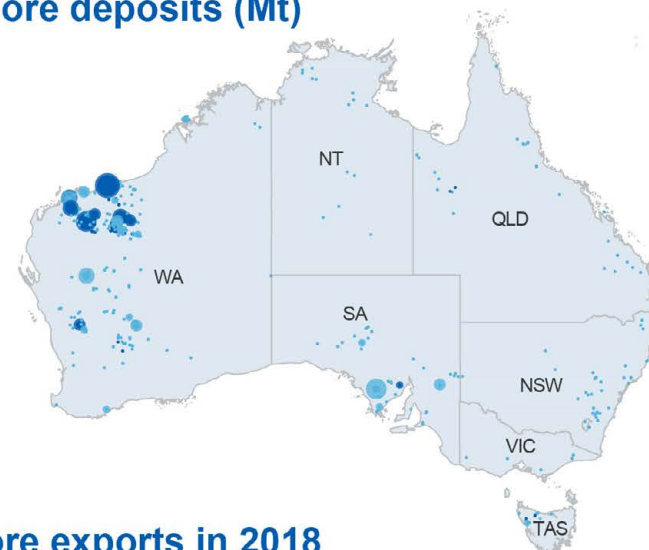 ore deposits (Mt)
NT
QLD
WA
SA
NSW
VIC
TAS
ore exports in 2018